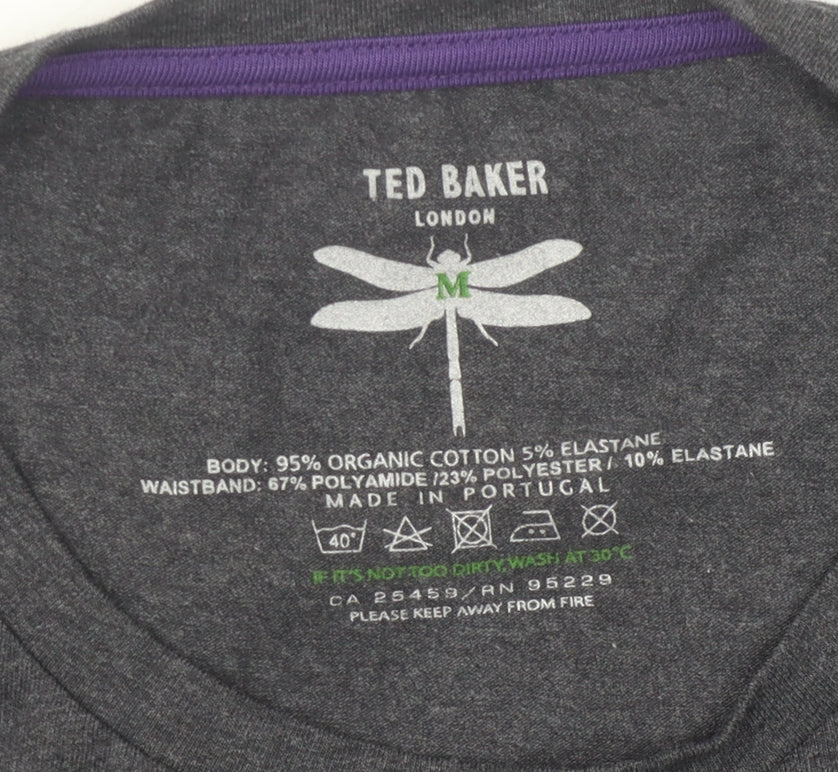 TED BAKER
LONDON
M
BODY: 95% ORGANIC COTTON 5% ELASTANE
WAISTBAND: 67% POLYAMIDE /23% POLYESTER / 10% ELASTANE
MADE IN PORTUGAL
40°
IF IT'S NOT TOO DIRTY, WASH AT 30°C
CA 25459/RN 95229
PLEASE KEEP AWAY FROM FIRE